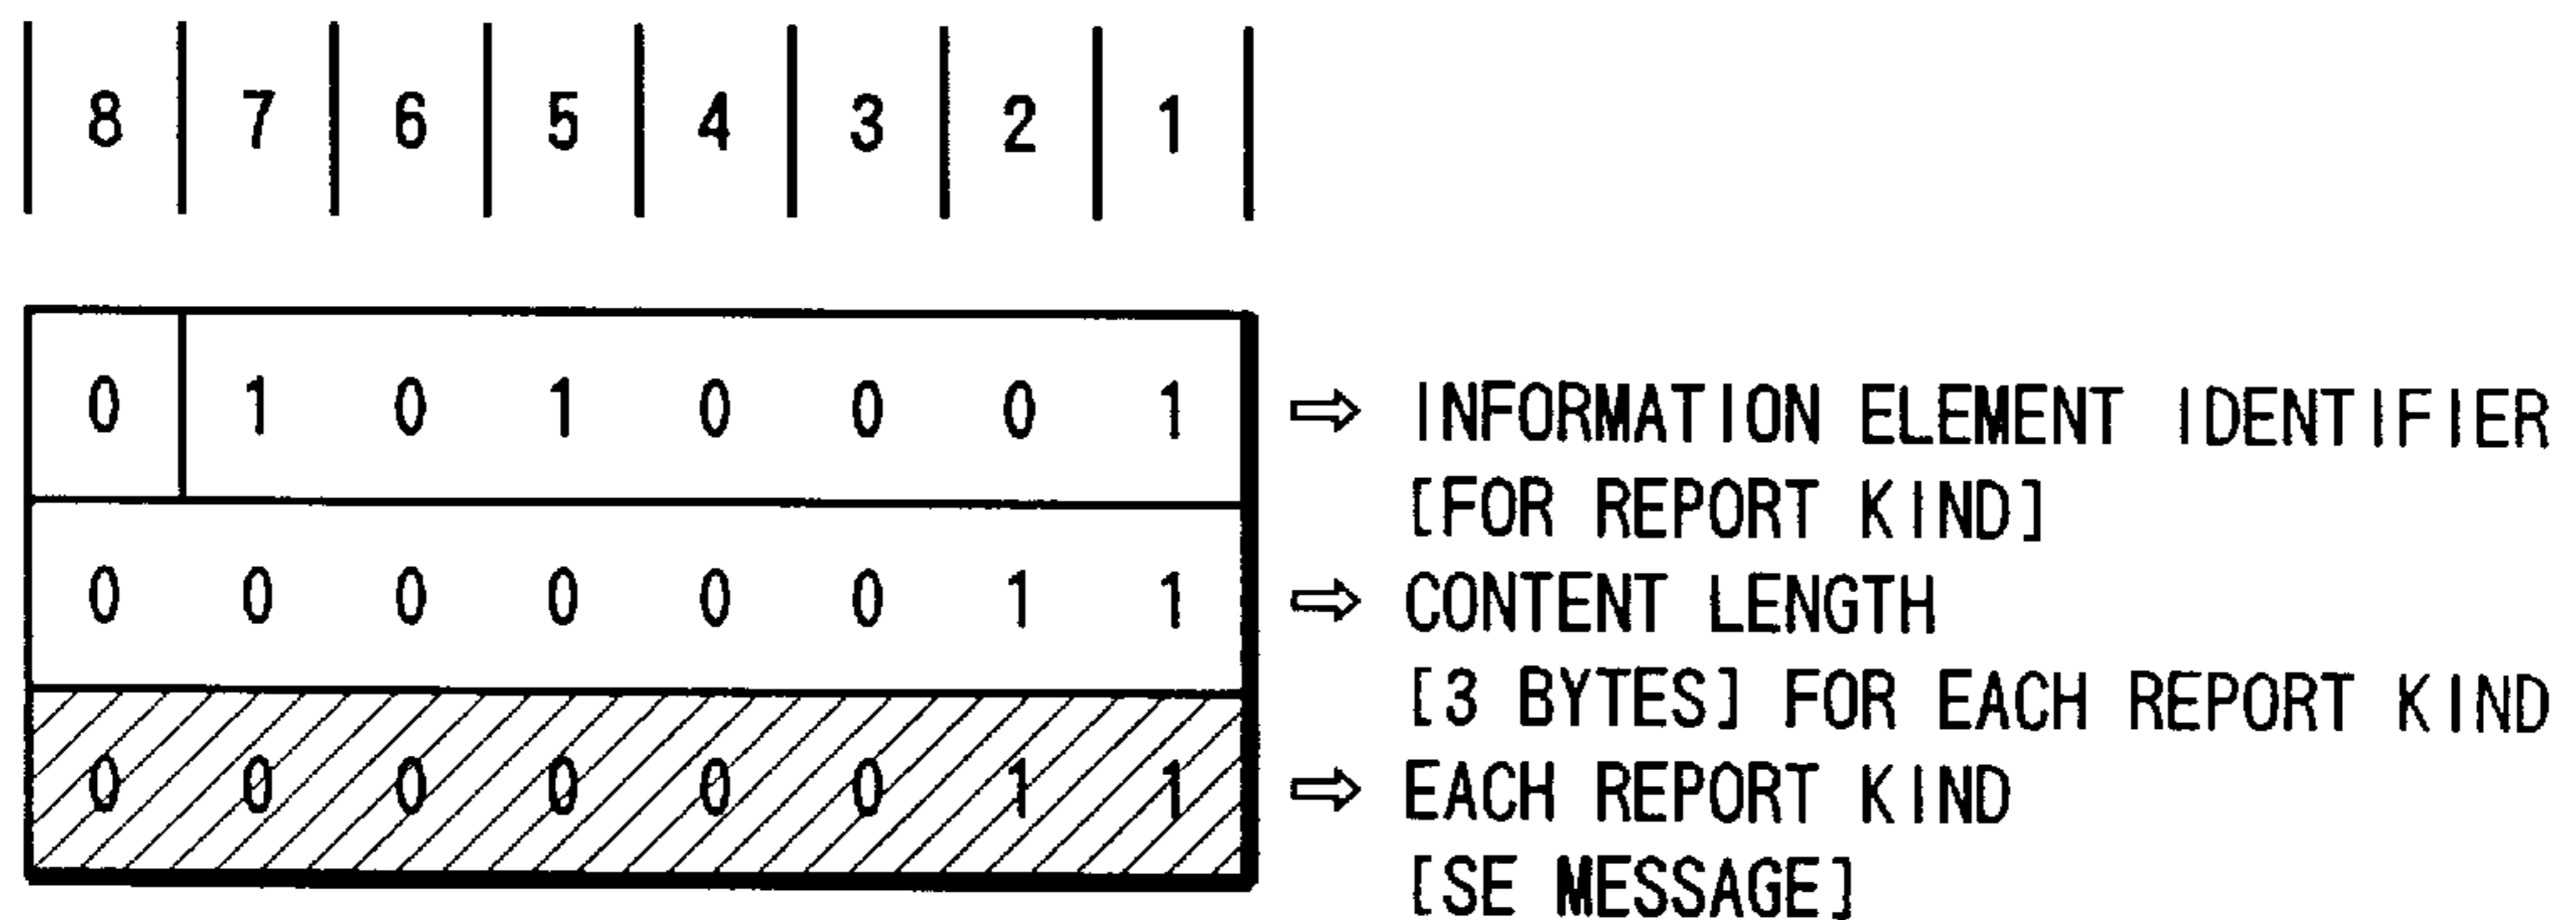 8 7 6 5 4 3 2 1
0 1 0 1 0 0 0 1 ⇨ INFORMATION ELEMENT IDENTIFIER
[FOR REPORT KIND]
0 0 0 0 0 0 1 1 ⇨ CONTENT LENGTH
[3 BYTES] FOR EACH REPORT KIND
0 0 0 0 0 0 1 1 ⇨ EACH REPORT KIND
[SE MESSAGE]